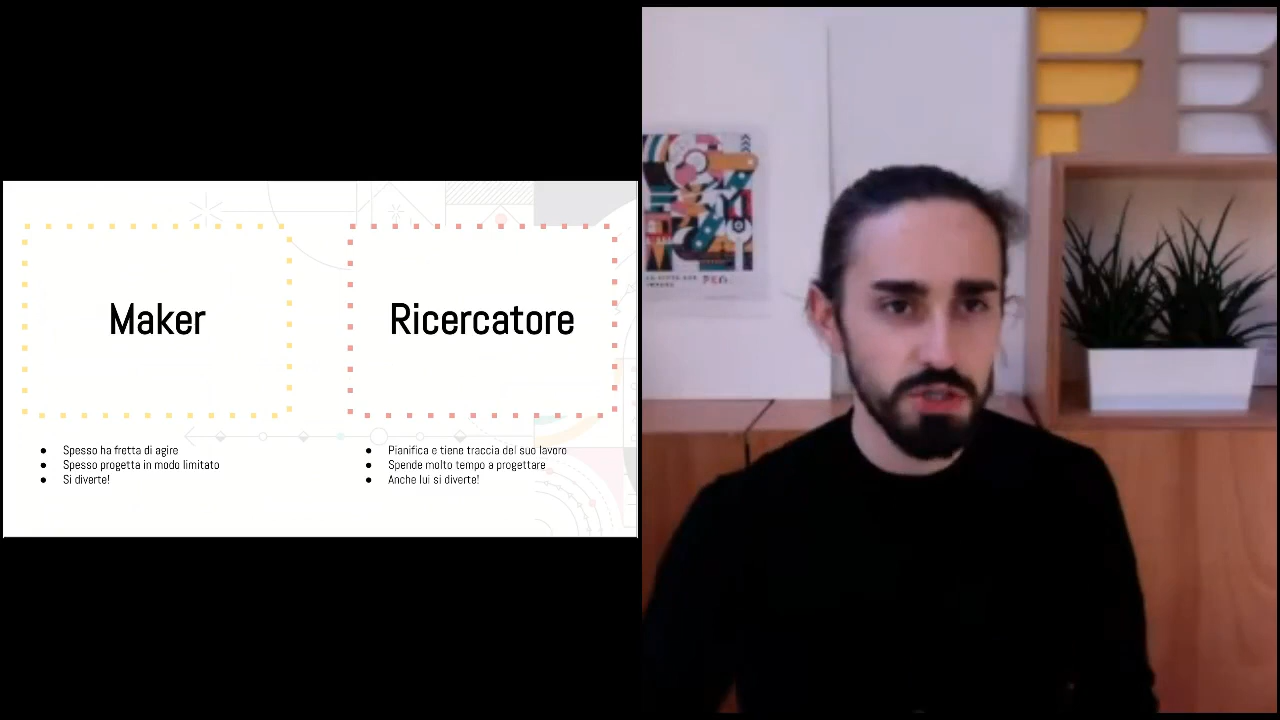 Maker
Ricercatore
● Spesso ha fretta di agire
● Spesso progetta in modo limitato
● Si diverte!
● Pianifica e tiene traccia del suo lavoro
● Spende molto tempo a progettare
● Anche lui si diverte!